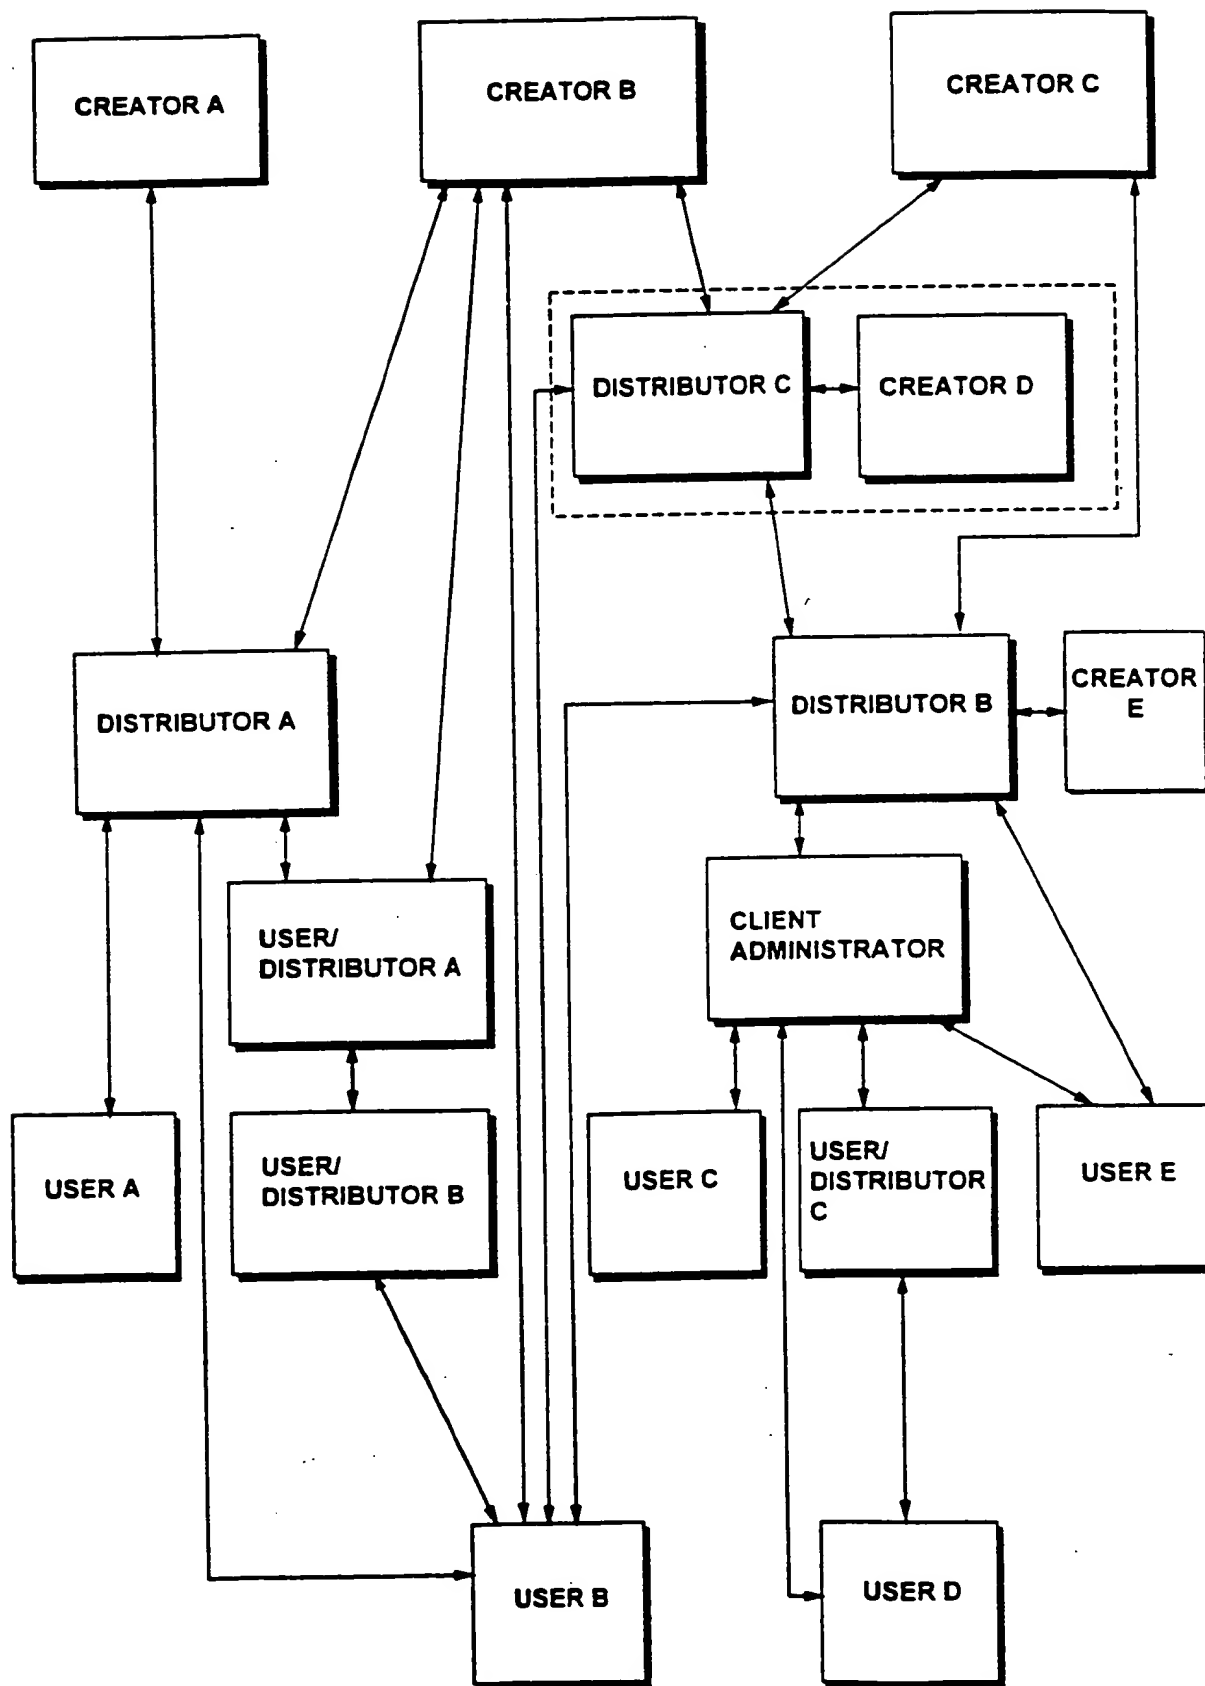 CREATOR A
CREATOR B
CREATOR C
DISTRIBUTOR C
CREATOR D
DISTRIBUTOR A
DISTRIBUTOR B
CREATOR
E
USER/
DISTRIBUTOR A
CLIENT
ADMINISTRATOR
USER A
USER/
DISTRIBUTOR B
USER C
USER/
DISTRIBUTOR
C
USER E
USER B
USER D